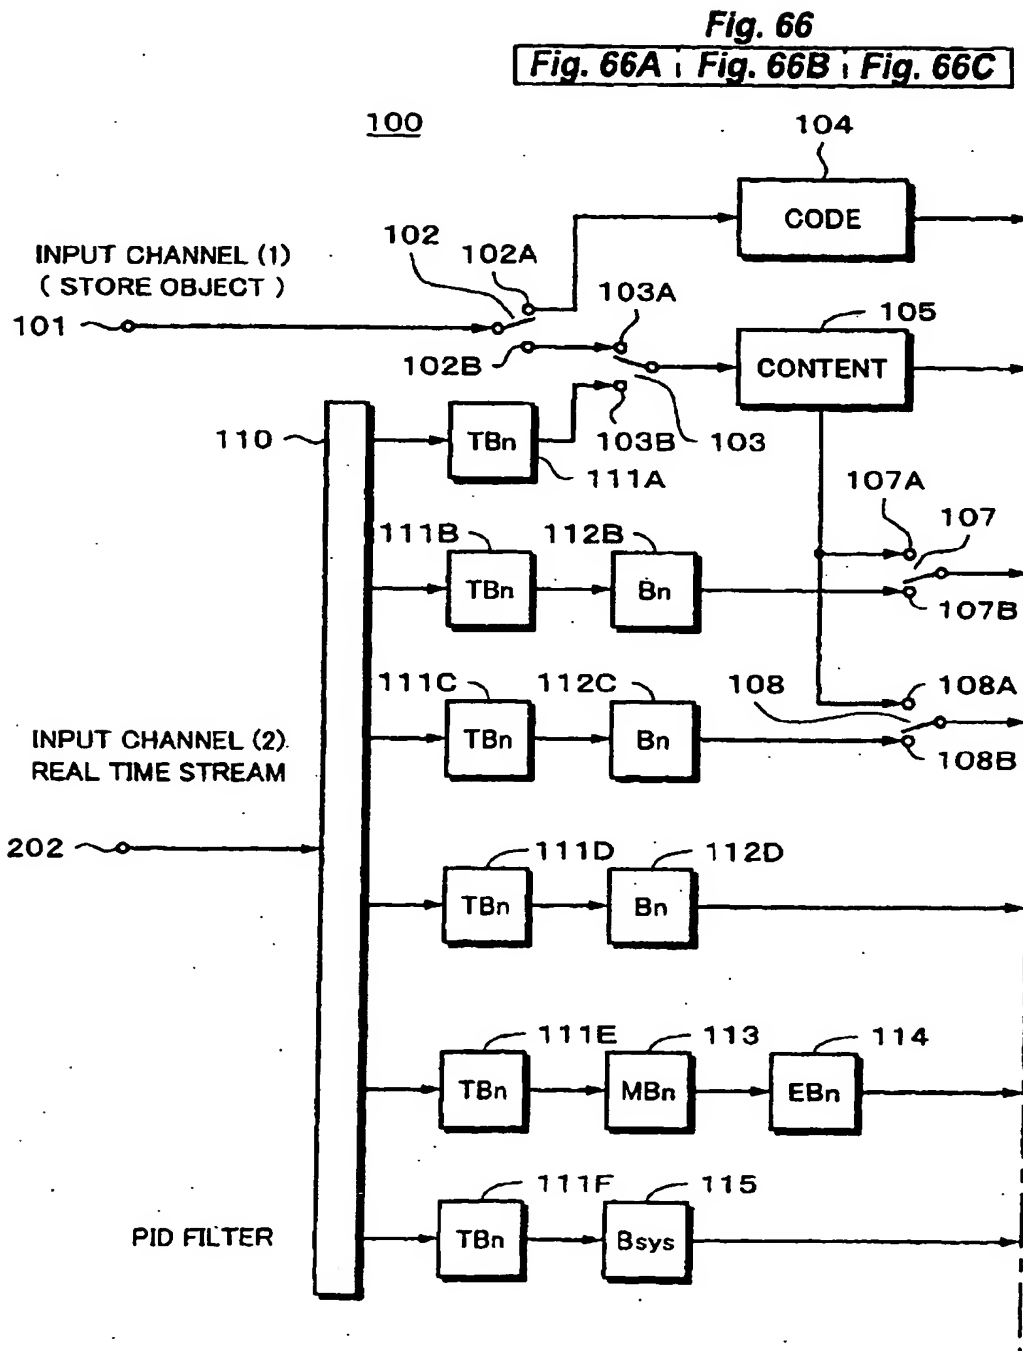 Fig. 66
Fig. 66A Fig. 66B Fig. 66C
100
104
CODE
INPUT CHANNEL (1)
( STORE OBJECT )
102
102A
103A
105
101
102B
CONTENT
110
TBn
103B
103
111A
107A
107
111B
112B
TBn
Bn
107B
111C
112C
108
108A
INPUT CHANNEL (2).
REAL TIME STREAM
TBn
Bn
108B
202
111D
112D
TBn
Bn
111E
113
114
TBn
MBn
EBn
111F
115
PID FILTER
TBn
Bsys